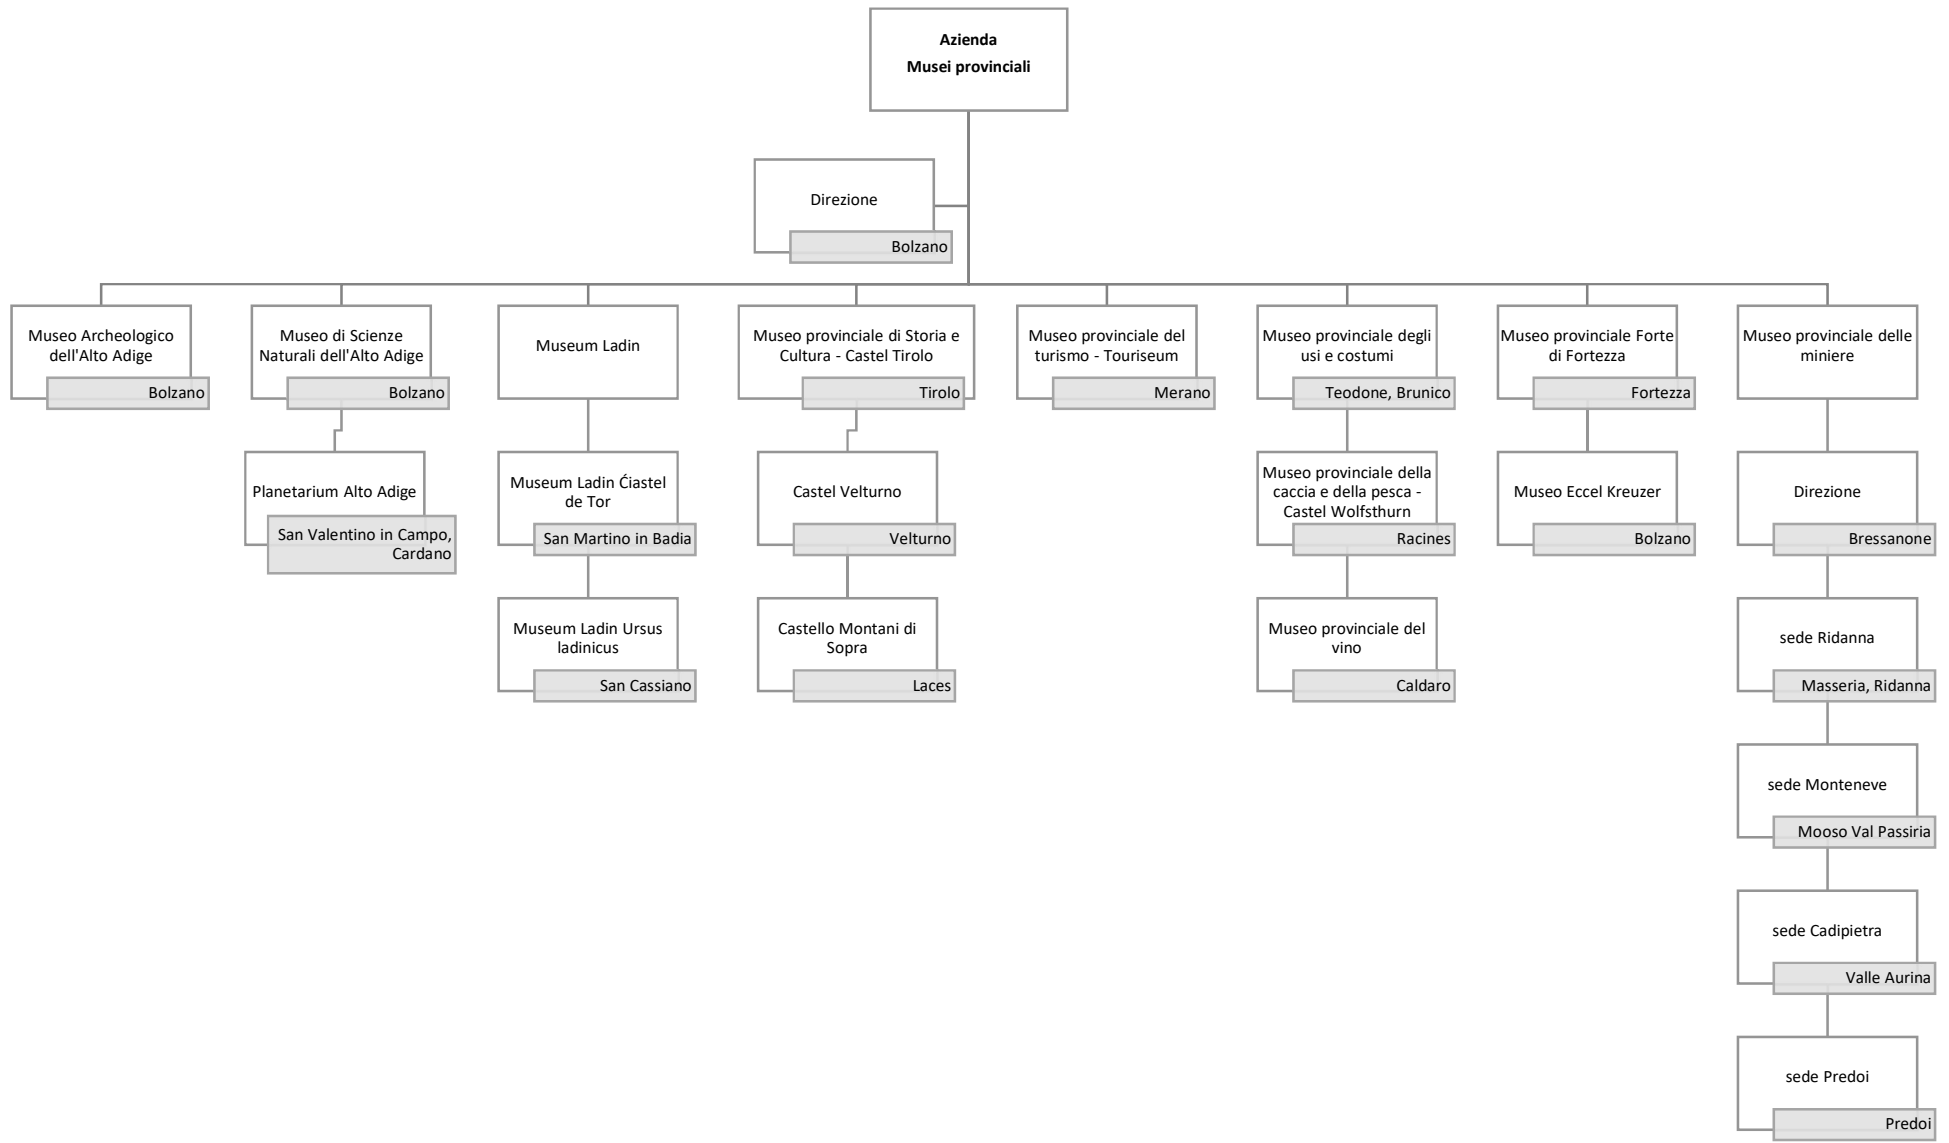 Azienda
Musei provinciali
Direzione
Bolzano
Museo Archeologico
dell'Alto Adige
Bolzano
Museo di Scienze
Naturali dell'Alto Adige
Bolzano
Planetarium Alto Adige
San Valentino in Campo,
Cardano
Museum Ladin
Museum Ladin Ćiastel
de Tor
San Martino in Badia
Museum Ladin Ursus
ladinicus
San Cassiano
Museo provinciale di Storia e
Cultura - Castel Tirolo
Tirolo
Castel Velturno
Velturno
Castello Montani di
Sopra
Laces
Museo provinciale del
turismo - Touriseum
Merano
Museo provinciale degli
usi e costumi
Teodone, Brunico
Museo provinciale della
caccia e della pesca -
Castel Wolfsthurn
Racines
Museo provinciale del
vino
Caldaro
Museo provinciale Forte
di Fortezza
Fortezza
Museo Eccel Kreuzer
Bolzano
Museo provinciale delle
miniere
Direzione
Bressanone
sede Ridanna
Masseria, Ridanna
sede Monteneve
Mooso Val Passiria
sede Cadipietra
Valle Aurina
sede Predoi
Predoi